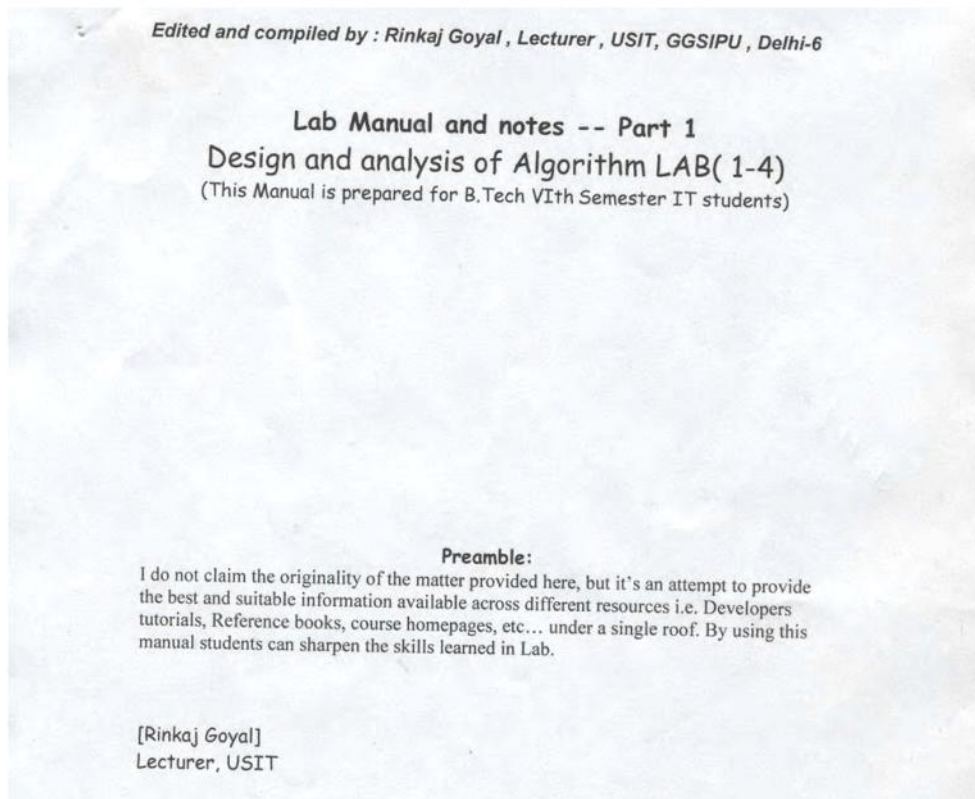 Edited and compiled by : Rinkaj Goyal , Lecturer , USIT, GGSIPU , Delhi-6
Lab Manual and notes -- Part 1
Design and analysis of Algorithm LAB( 1-4)
(This Manual is prepared for B.Tech VIth Semester IT students)
Preamble:
I do not claim the originality of the matter provided here, but it's an attempt to provide
the best and suitable information available across different resources i.e. Developers
tutorials, Reference books, course homepages, etc... under a single roof. By using this
manual students can sharpen the skills learned in Lab.
[Rinkaj Goyal]
Lecturer, USIT